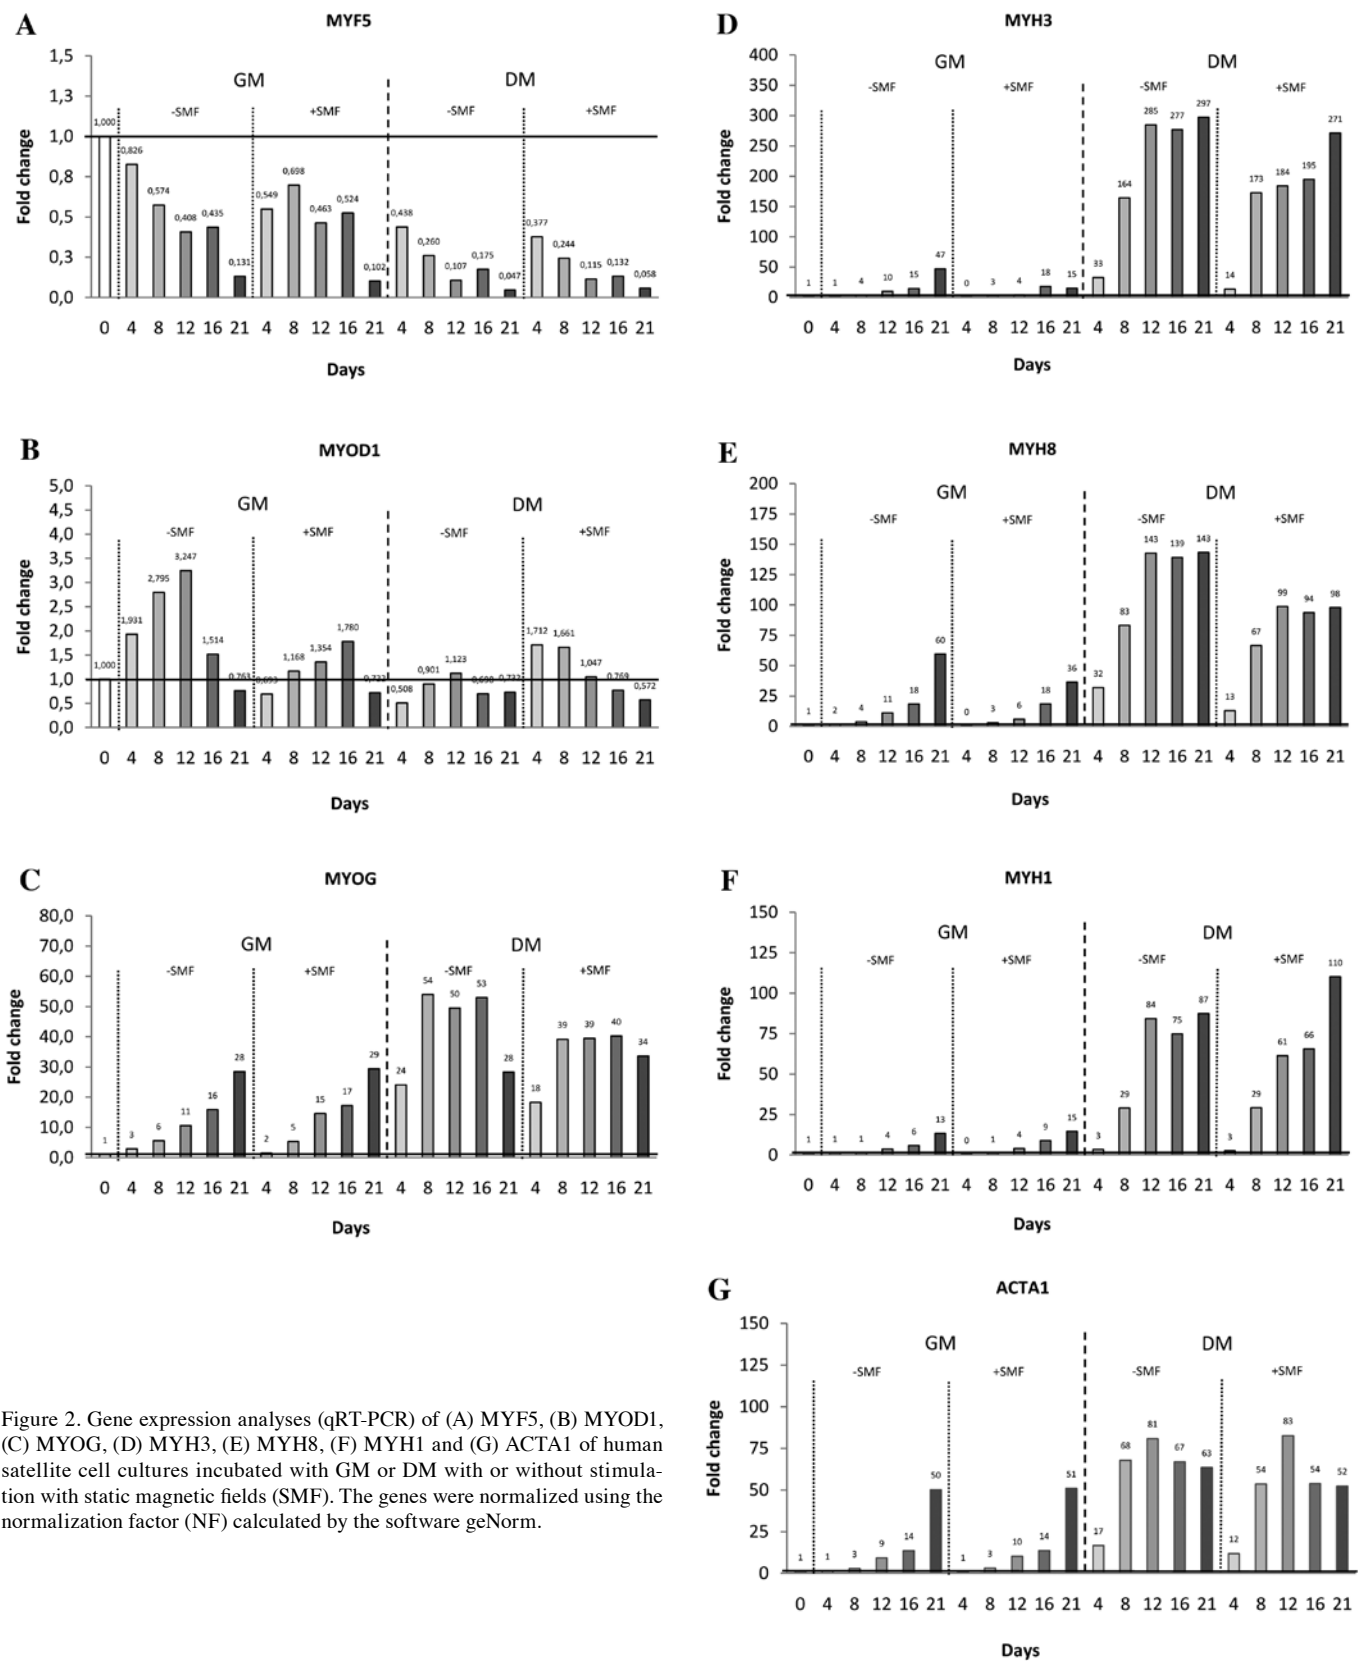 A
MYF5
1,5
1,3
1,0
0,8
0,5
0,3
0,0
Fold change
GM
DM
-SMF
+SMF
-SMF
+SMF
1,000
0,826
0,574
0,408
0,435
0,131
0,549
0,698
0,463
0,524
0,102
0,438
0,260
0,107
0,175
0,047
0,377
0,244
0,115
0,132
0,058
0 4 8 12 16 21 4 8 12 16 21 4 8 12 16 21 4 8 12 16 21
Days
B
MYOD1
5,0
4,5
4,0
3,5
3,0
2,5
2,0
1,5
1,0
0,5
0,0
Fold change
GM
DM
-SMF
+SMF
-SMF
+SMF
1,000
1,931
2,795
3,247
1,514
0,763
1,168
1,354
1,780
0,508
0,901
1,123
1,712
1,661
1,047
0,769
0,572
0 4 8 12 16 21 4 8 12 16 21 4 8 12 16 21 4 8 12 16 21
Days
C
MYOG
80,0
70,0
60,0
50,0
40,0
30,0
20,0
10,0
0,0
Fold change
GM
DM
-SMF
+SMF
-SMF
+SMF
1
3
6
11
16
28
2
5
15
17
29
24
54
50
53
28
18
39
39
40
34
0 4 8 12 16 21 4 8 12 16 21 4 8 12 16 21 4 8 12 16 21
Days
D
MYH3
400
350
300
250
200
150
100
50
0
Fold change
GM
DM
-SMF
+SMF
-SMF
+SMF
1
1
4
10
15
47
0
3
4
18
15
33
164
285
277
297
14
173
184
195
271
0 4 8 12 16 21 4 8 12 16 21 4 8 12 16 21 4 8 12 16 21
Days
E
MYH8
200
175
150
125
100
75
50
25
0
Fold change
GM
DM
-SMF
+SMF
-SMF
+SMF
1
2
4
11
18
60
0
3
6
18
36
32
83
143
139
143
13
67
99
94
98
0 4 8 12 16 21 4 8 12 16 21 4 8 12 16 21 4 8 12 16 21
Days
F
MYH1
150
125
100
75
50
25
0
Fold change
GM
DM
-SMF
+SMF
-SMF
+SMF
1
1
1
4
6
13
0
1
4
9
15
3
29
84
75
87
3
29
61
66
110
0 4 8 12 16 21 4 8 12 16 21 4 8 12 16 21 4 8 12 16 21
Days
G
ACTA1
150
125
100
75
50
25
0
Fold change
GM
DM
-SMF
+SMF
-SMF
+SMF
1
1
3
9
14
50
1
3
10
14
51
17
68
81
67
63
12
54
83
54
52
0 4 8 12 16 21 4 8 12 16 21 4 8 12 16 21 4 8 12 16 21
Days
Figure 2. Gene expression analyses (qRT-PCR) of (A) MYF5, (B) MYOD1,
(C) MYOG, (D) MYH3, (E) MYH8, (F) MYH1 and (G) ACTA1 of human
satellite cell cultures incubated with GM or DM with or without stimula-
tion with static magnetic fields (SMF). The genes were normalized using the
normalization factor (NF) calculated by the software geNorm.